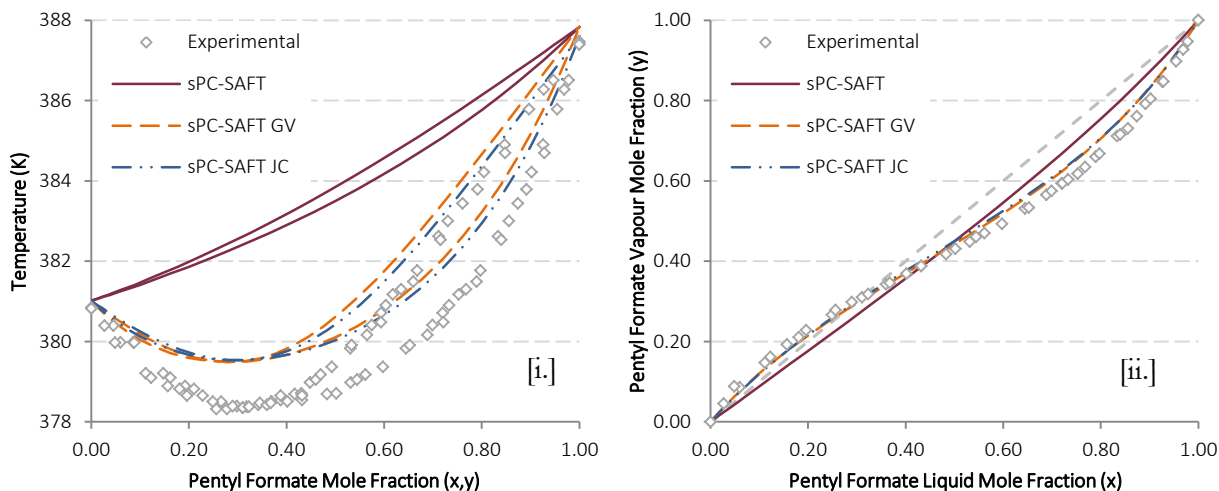 388
386
384
382
380
378
Temperature (K)
Experimental
sPC-SAFT
sPC-SAFT GV
sPC-SAFT JC
[i.]
0.00 0.20 0.40 0.60 0.80 1.00
Pentyl Formate Mole Fraction (x,y)
1.00
0.80
0.60
0.40
0.20
0.00
Pentyl Formate Vapour Mole Fraction (y)
Experimental
sPC-SAFT
sPC-SAFT GV
sPC-SAFT JC
[ii.]
0.00 0.20 0.40 0.60 0.80 1.00
Pentyl Formate Liquid Mole Fraction (x)